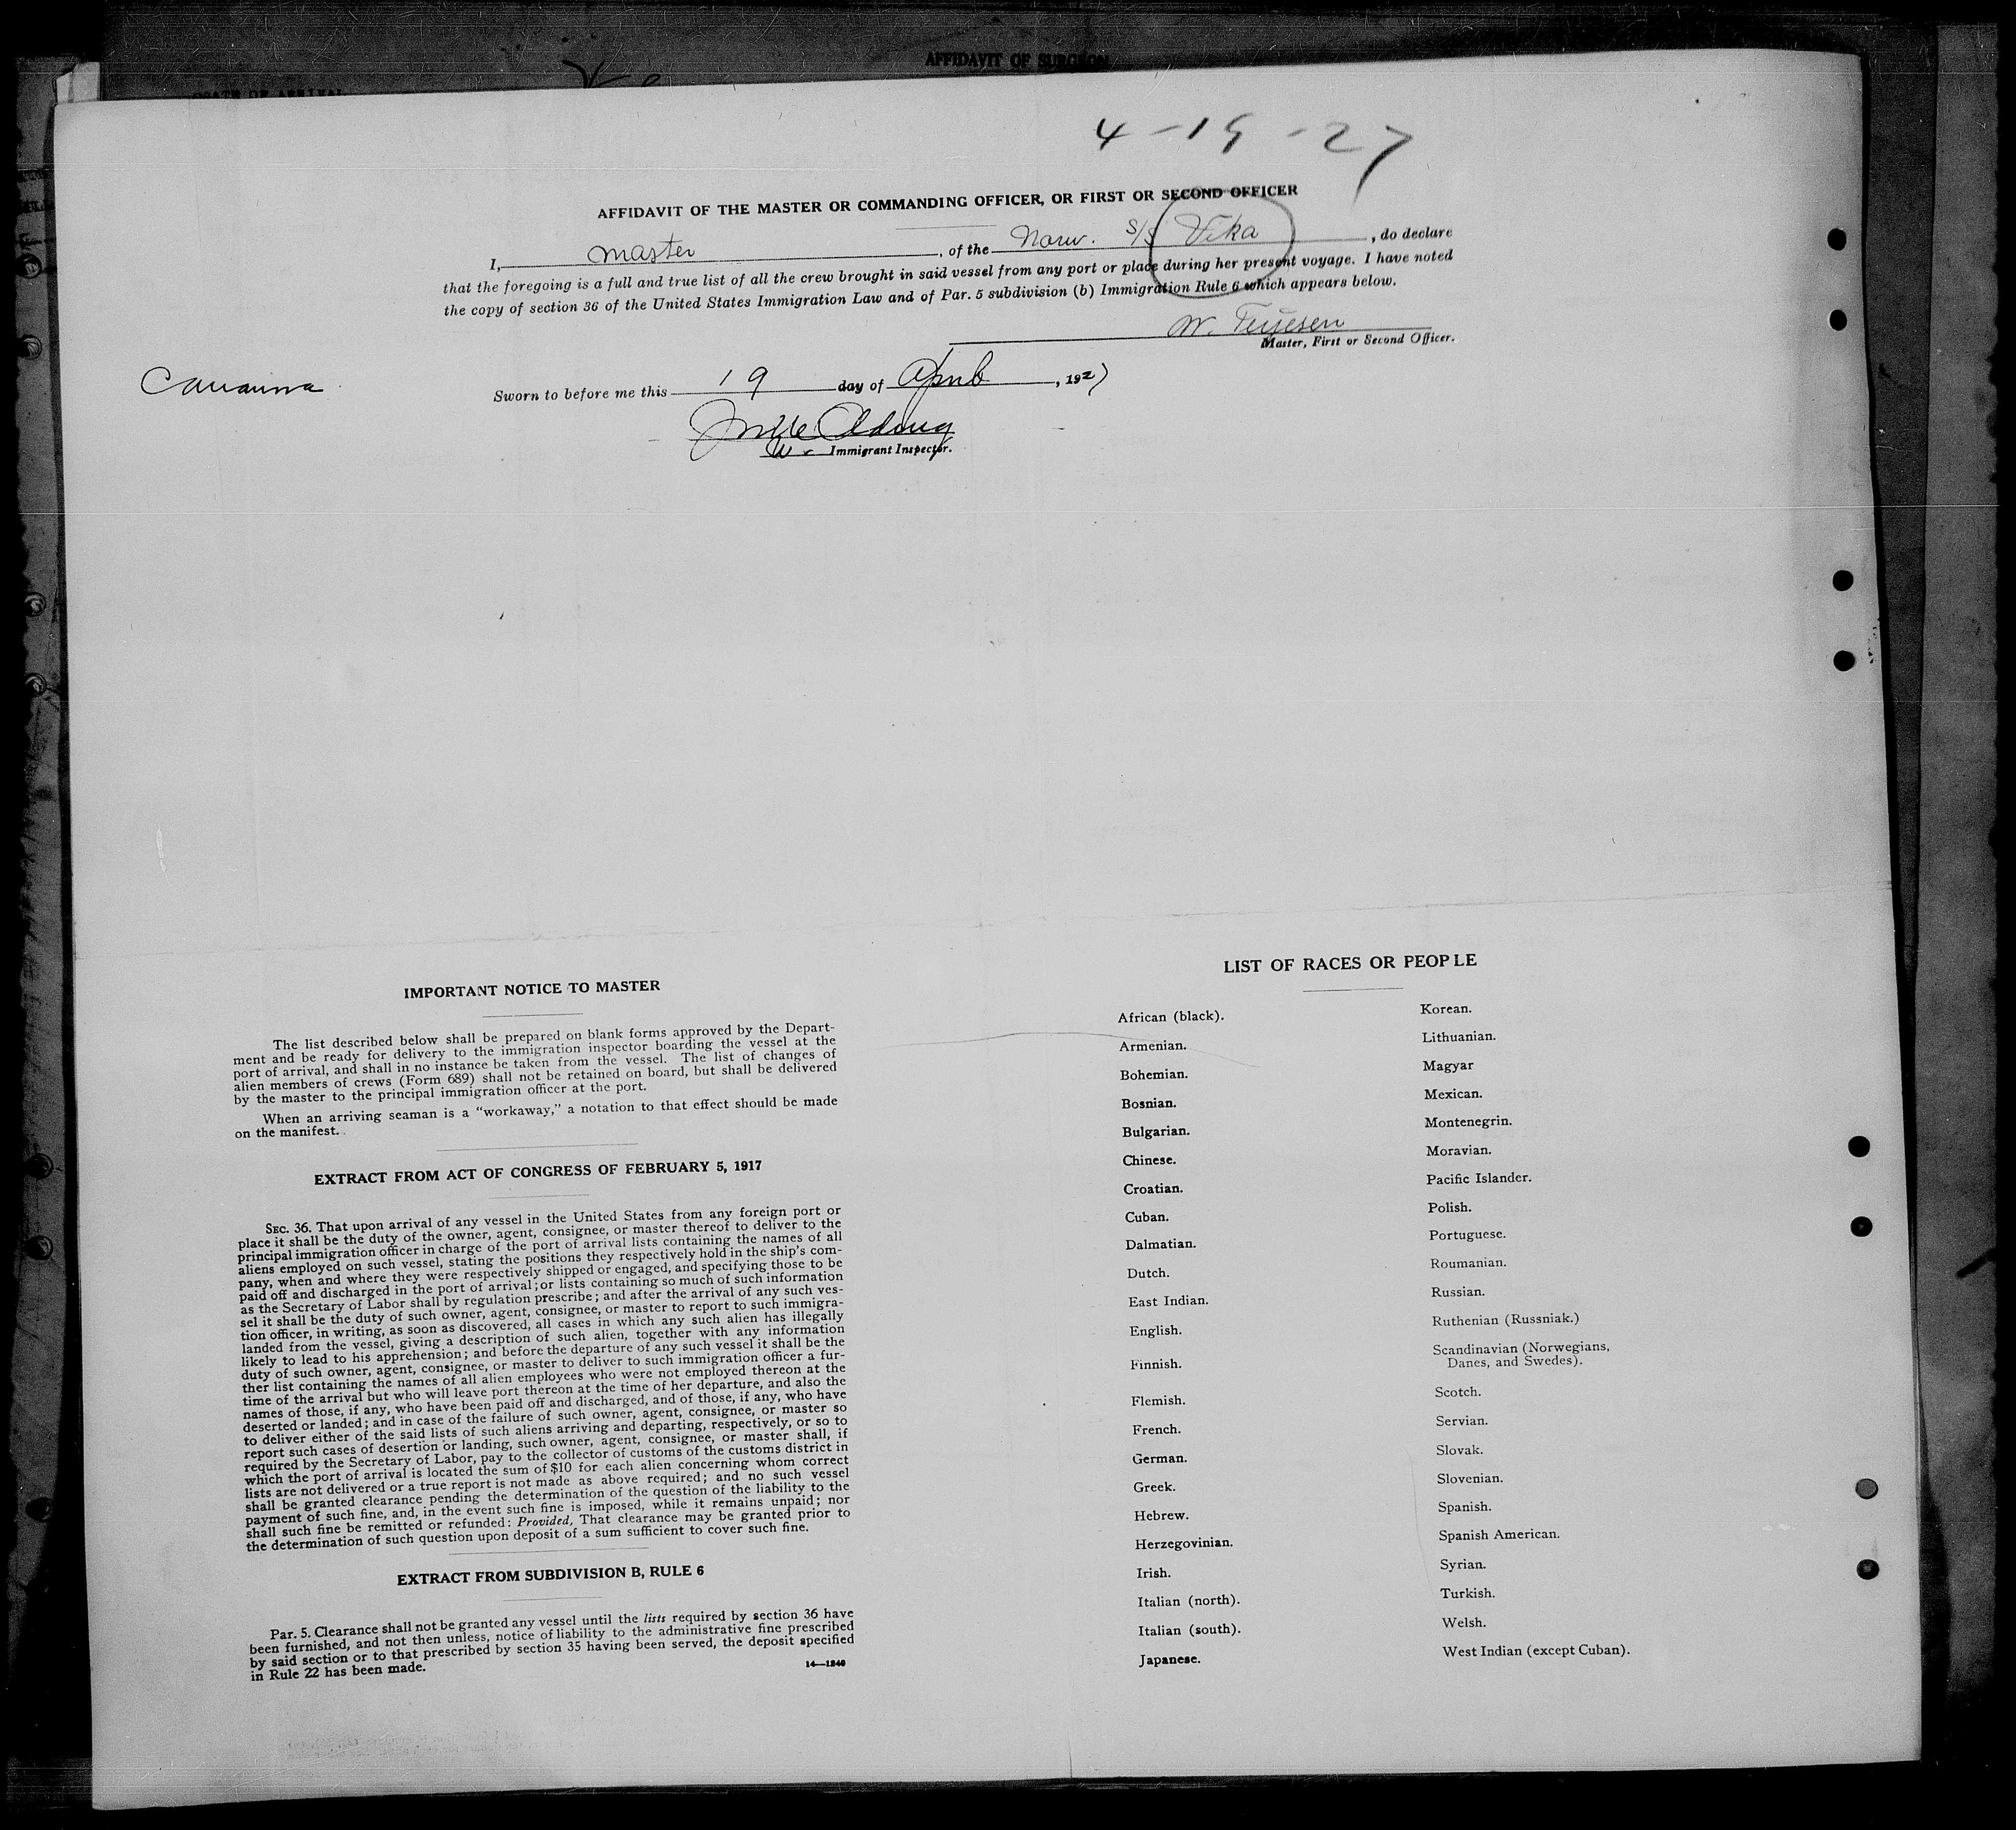 AFFIDAVIT OF SURGEON
4-19-27
AFFIDAVIT OF THE MASTER OR COMMANDING OFFICER, OR FIRST OR SECOND OFFICER
I, Master, of the Norw. S/S Vika, do declare
that the foregoing is a full and true list of all the crew brought in said vessel from any port or place during her present voyage. I have noted
the copy of section 36 of the United States Immigration Law and of Par. 5 subdivision (b) Immigration Rule 6 which appears below.
W. Terjesen
Master, First or Second Officer.
Sworn to before me this 19 day of April, 1927
Immigrant Inspector.
IMPORTANT NOTICE TO MASTER
The list described below shall be prepared on blank forms approved by the Depart-
ment and be ready for delivery to the immigration inspector boarding the vessel at the
port of arrival, and shall in no instance be taken from the vessel. The list of changes of
alien members of crews (Form 689) shall not be retained on board, but shall be delivered
by the master to the principal immigration officer at the port.
When an arriving seaman is a “workaway,” a notation to that effect should be made
on the manifest.
EXTRACT FROM ACT OF CONGRESS OF FEBRUARY 5, 1917
SEC. 36. That upon arrival of any vessel in the United States from any foreign port or
place it shall be the duty of the owner, agent, consignee, or master thereof to deliver to the
principal immigration officer in charge of the port of arrival lists containing the names of all
aliens employed on such vessel, stating the positions they respectively hold in the ship's com-
pany, when and where they were respectively shipped or engaged, and specifying those to be
paid off and discharged in the port of arrival; or lists containing so much of such information
as the Secretary of Labor shall by regulation prescribe; and after the arrival of any such ves-
sel it shall be the duty of such owner, agent, consignee, or master to report to such immigra-
tion officer, in writing, as soon as discovered, all cases in which any such alien has illegally
landed from the vessel, giving a description of such alien, together with any information
likely to lead to his apprehension; and before the departure of any such vessel it shall be the
duty of such owner, agent, consignee, or master to deliver to such immigration officer a fur-
ther list containing the names of all alien employees who were not employed thereon at the
time of the arrival but who will leave port thereon at the time of her departure, and also the
names of those, if any, who have been paid off and discharged, and of those, if any, who have
deserted or landed; and in case of the failure of such owner, agent, consignee, or master so
to deliver either of the said lists of such aliens arriving and departing, respectively, or so to
report such cases of desertion or landing, such owner, agent, consignee, or master shall, if
required by the Secretary of Labor, pay to the collector of customs of the customs district in
which the port of arrival is located the sum of $10 for each alien concerning whom correct
lists are not delivered or a true report is not made as above required; and no such vessel
shall be granted clearance pending the determination of the question of the liability to the
payment of such fine, and, in the event such fine is imposed, while it remains unpaid; nor
shall such fine be remitted or refunded: Provided, That clearance may be granted prior to
the determination of such question upon deposit of a sum sufficient to cover such fine.
EXTRACT FROM SUBDIVISION B, RULE 6
Par. 5. Clearance shall not be granted any vessel until the lists required by section 36 have
been furnished, and not then unless, notice of liability to the administrative fine prescribed
by said section or to that prescribed by section 35 having been served, the deposit specified
in Rule 22 has been made.
14—1240
LIST OF RACES OR PEOPLE
African (black).
Armenian.
Bohemian.
Bosnian.
Bulgarian.
Chinese.
Croatian.
Cuban.
Dalmatian.
Dutch.
East Indian.
English.
Finnish.
Flemish.
French.
German.
Greek.
Hebrew.
Herzegovinian.
Irish.
Italian (north).
Italian (south).
Japanese.
Korean.
Lithuanian.
Magyar
Mexican.
Montenegrin.
Moravian.
Pacific Islander.
Polish.
Portuguese.
Roumanian.
Russian.
Ruthenian (Russniak.)
Scandinavian (Norwegians,
Danes, and Swedes).
Scotch.
Servian.
Slovak.
Slovenian.
Spanish.
Spanish American.
Syrian.
Turkish.
Welsh.
West Indian (except Cuban).